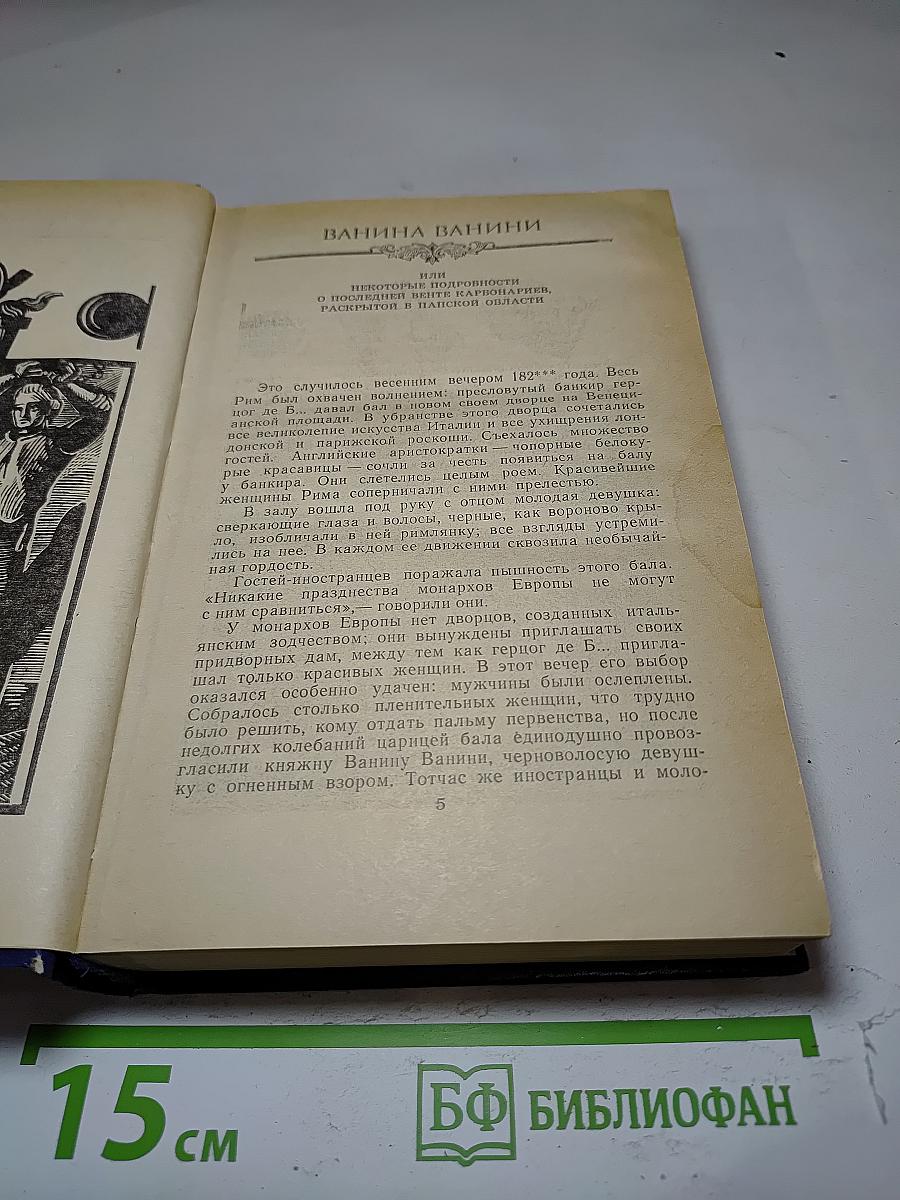 ВАНИНА ВАНИНИ
ИЛИ
НЕКОТОРЫЕ ПОДРОБНОСТИ
О ПОСЛЕДНЕЙ ВЕНТЕ КАРБОНАРИЕВ,
РАСКРЫТОЙ В ПАПСКОЙ ОБЛАСТИ
Это случилось весенним вечером 182*** года. Весь
Рим был охвачен волнением: пресловутый банкир гер-
цог де Б... давал бал в новом своем дворце на Венеци-
анской площади. В убранстве этого дворца сочетались
все великолепие искусства Италии и все ухищрения лон-
донской и парижской роскоши. Съехалось множество
гостей. Английские аристократки — чопорные белоку-
рые красавицы — сочли за честь появиться на балу
у банкира. Они слетелись целым роем. Красивейшие
женщины Рима соперничали с ними прелестью.
В залу вошла под руку с отцом молодая девушка:
сверкающие глаза и волосы, черные, как вороново кры-
ло, изобличали в ней римлянку; все взгляды устреми-
лись на нее. В каждом ее движении сквозила необычай-
ная гордость.
Гостей-иностранцев поражала пышность этого бала.
«Никакие празднества монархов Европы не могут
с ним сравниться»,— говорили они.
У монархов Европы нет дворцов, созданных италь-
янским зодчеством; они вынуждены приглашать своих
придворных дам, между тем как герцог де Б... пригла-
шал только красивых женщин. В этот вечер его выбор
оказался особенно удачен: мужчины были ослеплены.
Собралось столько пленительных женщин, что трудно
было решить, кому отдать пальму первенства, но после
недолгих колебаний царицей бала единодушно провоз-
гласили княжну Ванину Ванини, черноволосую девуш-
ку с огненным взором. Тотчас же иностранцы и моло-
5
15 см
БФ БИБЛИОФАН